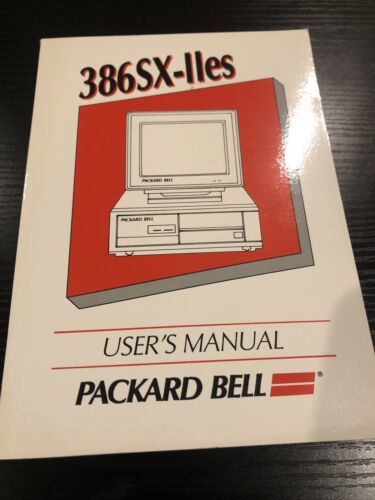 386SX-IIes
PACKARD BELL
PACKARD BELL
USER'S MANUAL
PACKARD BELL ®